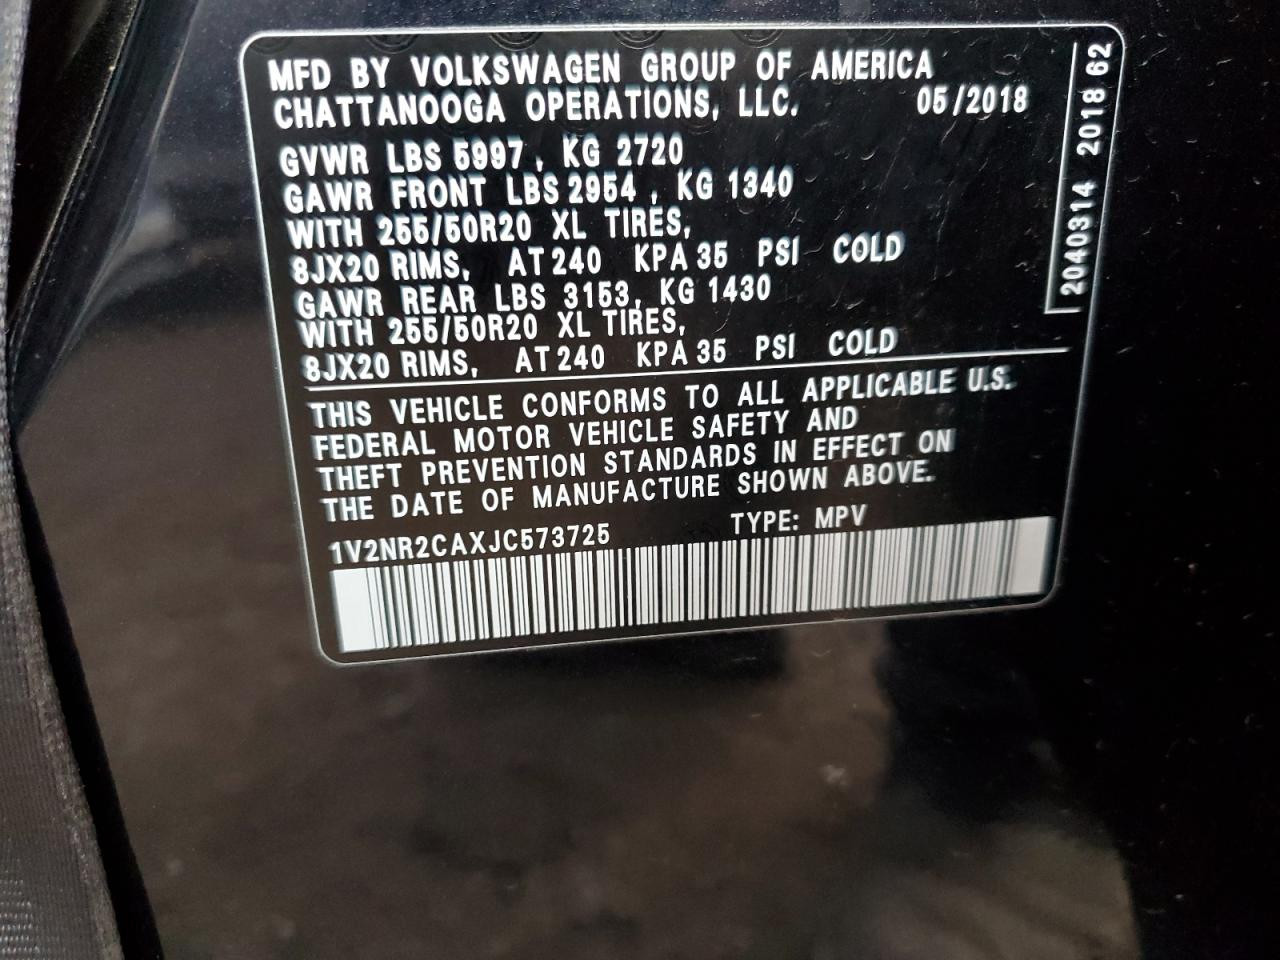 MFD BY VOLKSWAGEN GROUP OF AMERICA
CHATTANOOGA OPERATIONS, LLC. 05/2018
GVWR LBS 5997 , KG 2720
GAWR FRONT LBS 2954 , KG 1340
WITH 255/50R20 XL TIRES,
8JX20 RIMS, AT 240 KPA 35 PSI COLD
GAWR REAR LBS 3153, KG 1430
WITH 255/50R20 XL TIRES,
8JX20 RIMS, AT 240 KPA 35 PSI COLD
THIS VEHICLE CONFORMS TO ALL APPLICABLE U.S.
FEDERAL MOTOR VEHICLE SAFETY AND
THEFT PREVENTION STANDARDS IN EFFECT ON
THE DATE OF MANUFACTURE SHOWN ABOVE.
1V2NR2CAXJC573725 TYPE: MPV
2040314 2018 62